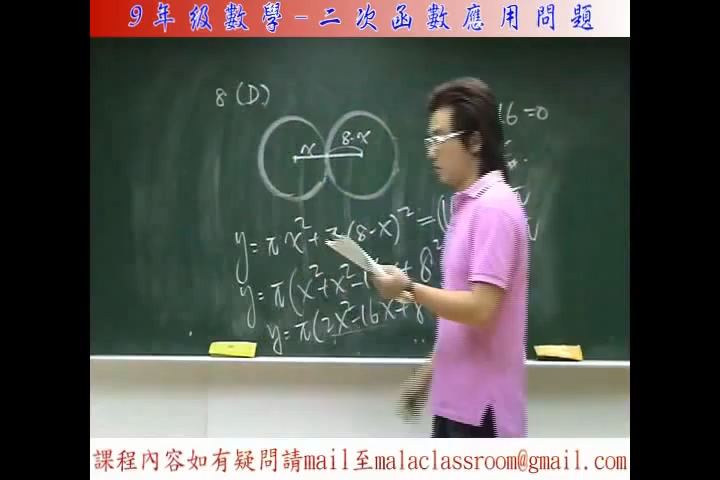 9年級數學-二次函數應用問題
8 (D)
x 8-x
16=0
y=πx²+π(8-x)²=(
y=π(x²+x²-1 + 8²
y=π(2x²-16x+8
課程內容如有疑問請mail至malaclassroom@gmail.com